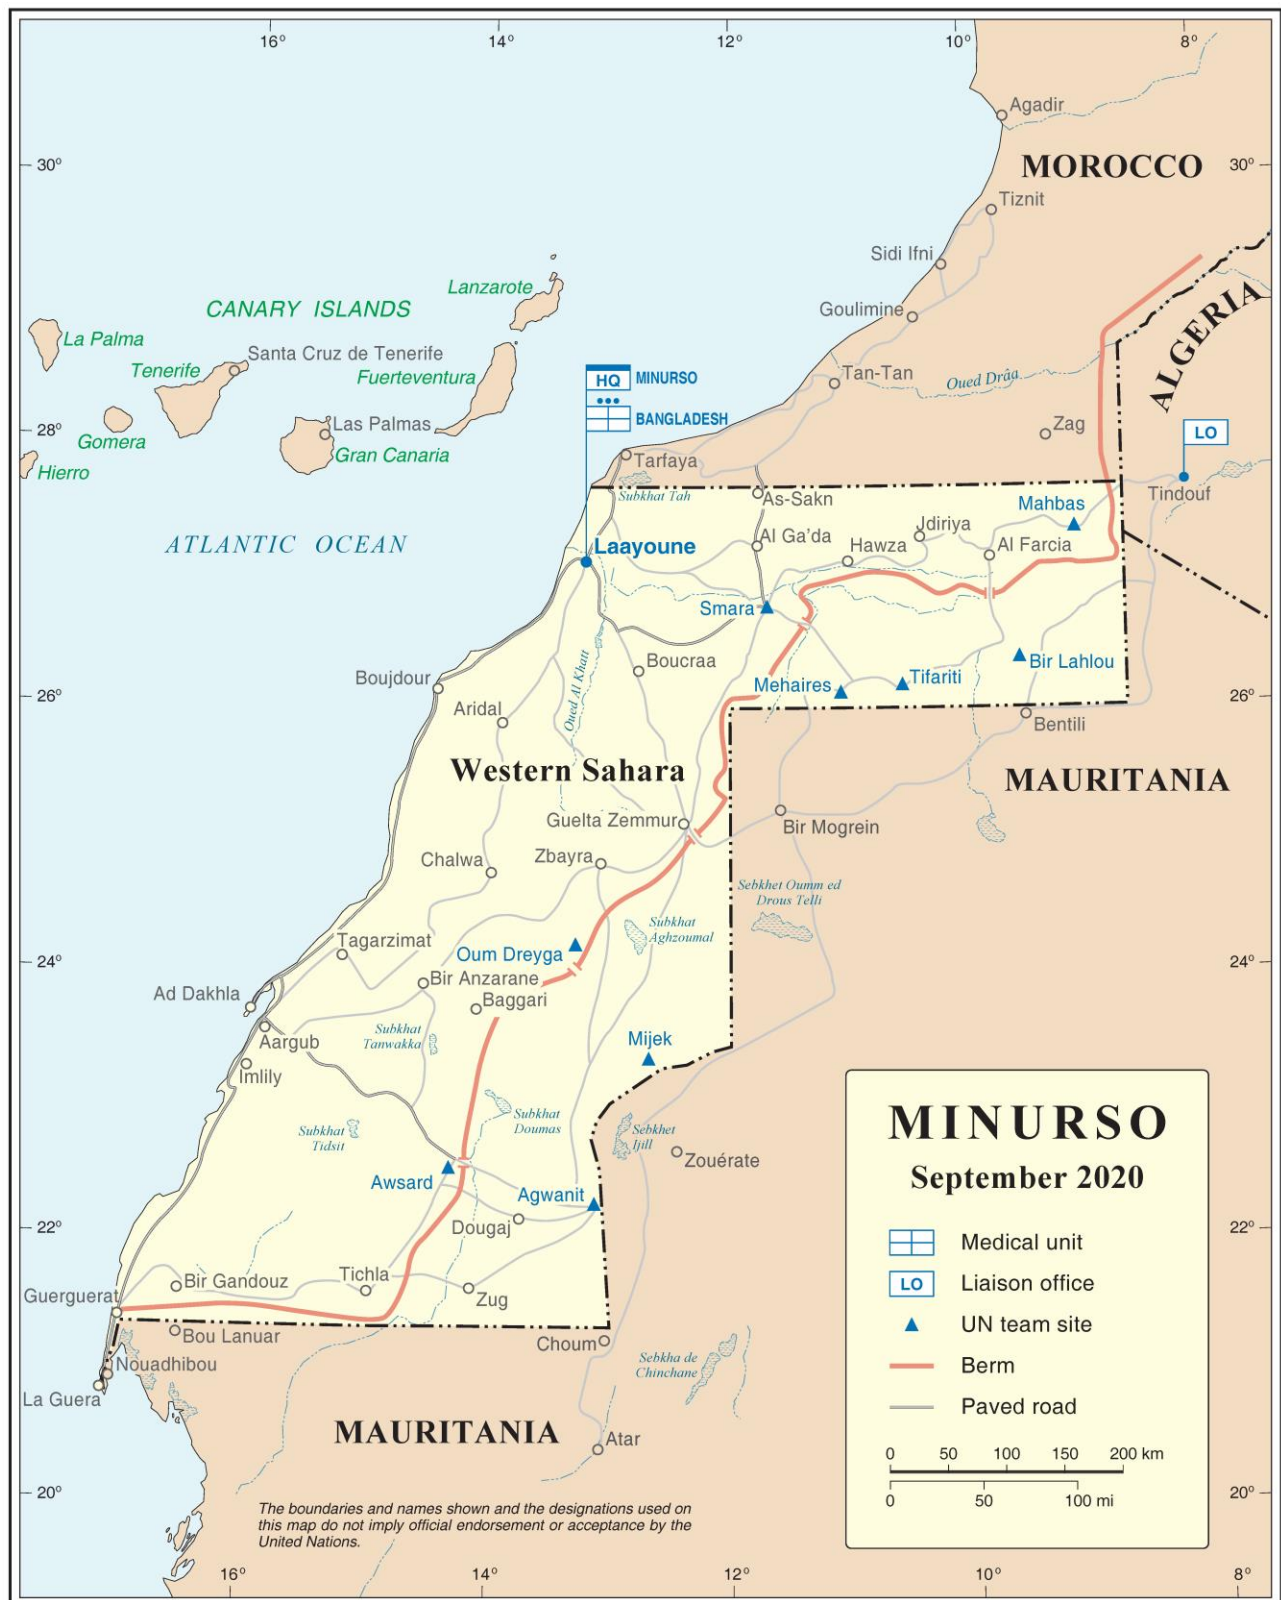 16°
14°
12°
10°
8°
Agadir
30°
MOROCCO
30°
Tiznit
Sidi Ifni
Lanzarote
CANARY ISLANDS
Goulimine
ALGERIA
La Palma
Santa Cruz de Tenerife
Tenerife
Fuerteventura
HQ MINURSO
Tan-Tan
Oued Drâa
BANGLADESH
Las Palmas
Zag
28°
Gomera
LO
Gran Canaria
Tarfaya
Hierro
Subkhat Tah
As-Sakn
Tindouf
Mahbas
Jdiriya
ATLANTIC OCEAN
Laayoune
Al Ga'da
Hawza
Al Farcia
Smara
Boucraa
Bir Lahlou
Boujdour
Oued Al Khatt
Mehaires
Tifariti
26°
26°
Aridal
Bentili
Western Sahara
MAURITANIA
Guelta Zemmur
Bir Mogrein
Chalwa
Zbayra
Sebkhet Oumm ed
Drous Telli
Subkhat
Aghzoumal
Tagarzimat
Oum Dreyga
24°
24°
Bir Anzarane
Ad Dakhla
Baggari
Subkhat
Tanwakka
Aargub
Mijek
Imlily
Subkhat
Doumas
Subkhat
Tidsit
Sebkhet
Ijill
Zouérate
Awsard
Agwanit
Dougaj
22°
22°
Bir Gandouz
Tichla
Guerguerat
Zug
Bou Lanuar
Choum
Nouadhibou
Sebkha de
Chinchane
La Guera
MAURITANIA
Atar
20°
20°
MINURSO
September 2020
Medical unit
LO Liaison office
UN team site
Berm
Paved road
0 50 100 150 200 km
0 50 100 mi
The boundaries and names shown and the designations used on
this map do not imply official endorsement or acceptance by the
United Nations.
16°
14°
12°
10°
8°